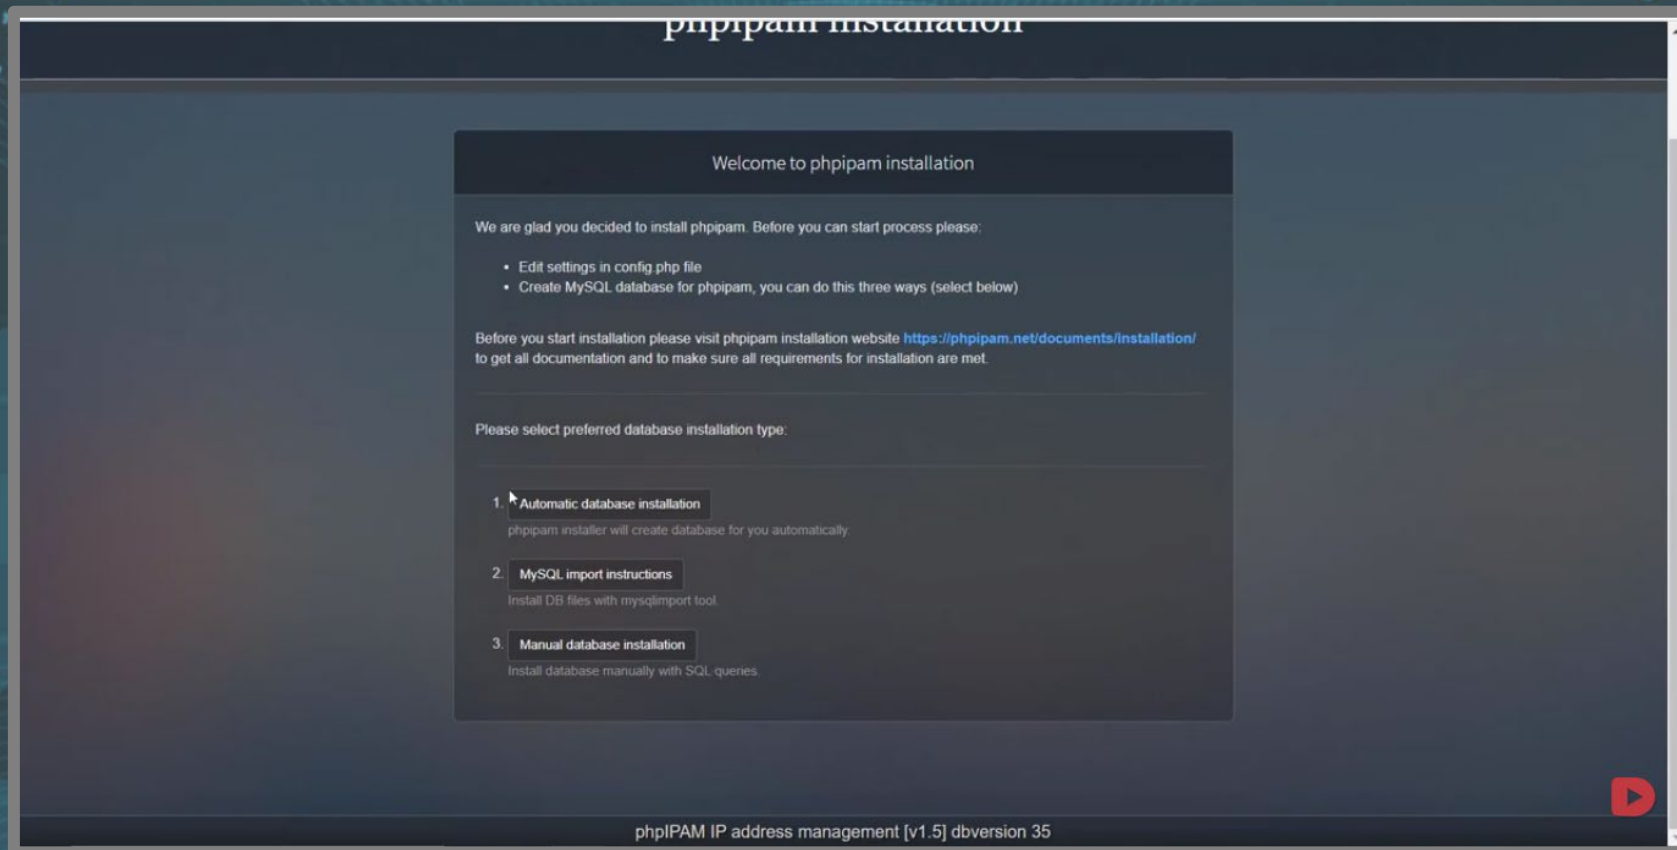 phpipam installation
Welcome to phpipam installation
We are glad you decided to install phpipam. Before you can start process please:
• Edit settings in config.php file
• Create MySQL database for phpipam, you can do this three ways (select below)
Before you start installation please visit phpipam installation website https://phpipam.net/documents/installation/
to get all documentation and to make sure all requirements for installation are met.
Please select preferred database installation type:
1. Automatic database installation
phpipam installer will create database for you automatically.
2. MySQL import instructions
Install DB files with mysqlimport tool.
3. Manual database installation
Install database manually with SQL queries.
phpIPAM IP address management [v1.5] dbversion 35